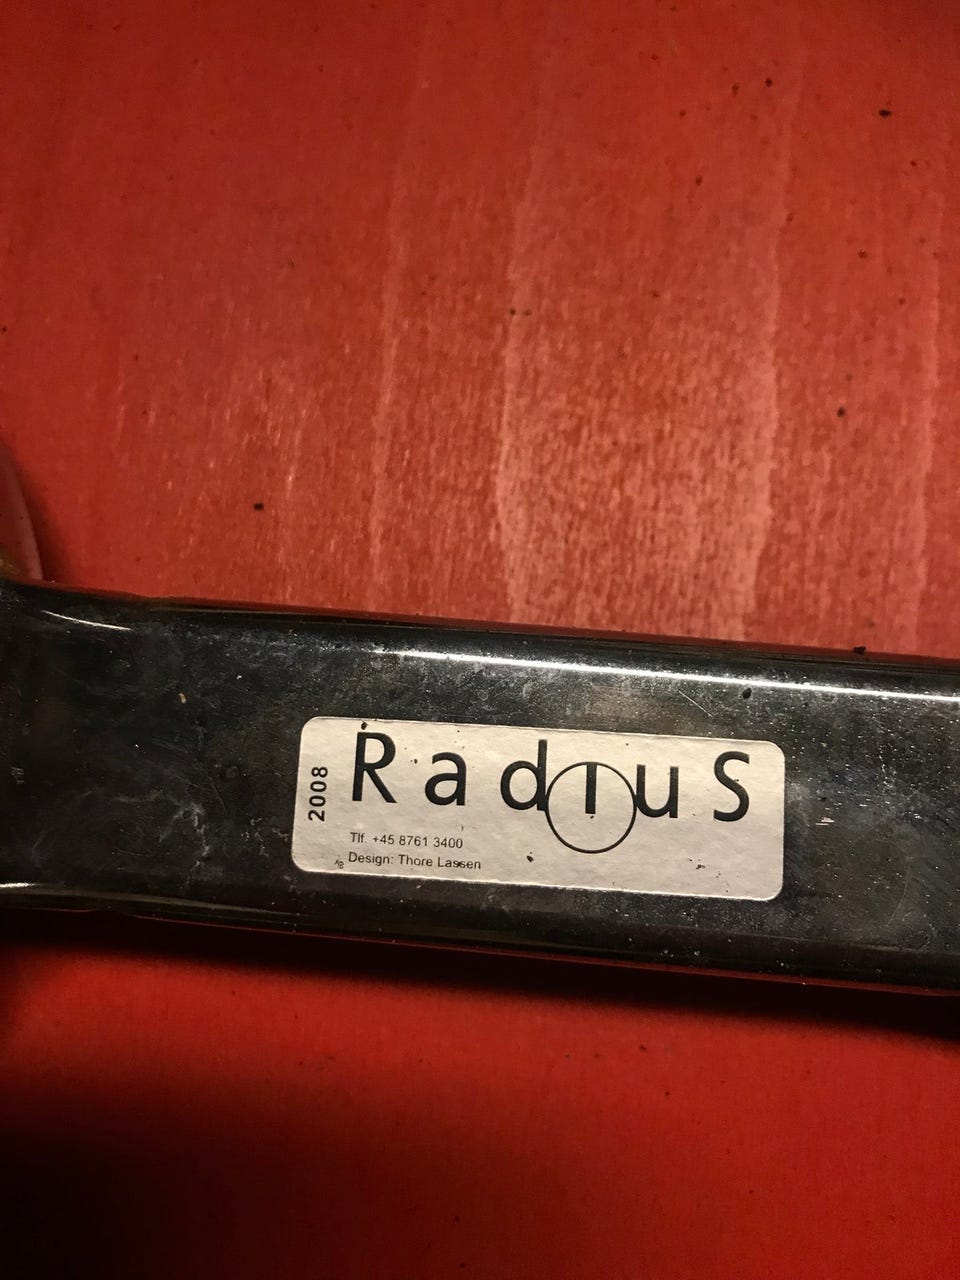 2008
RadiuS
Tlf. +45 8761 3400
Design: Thore Lassen